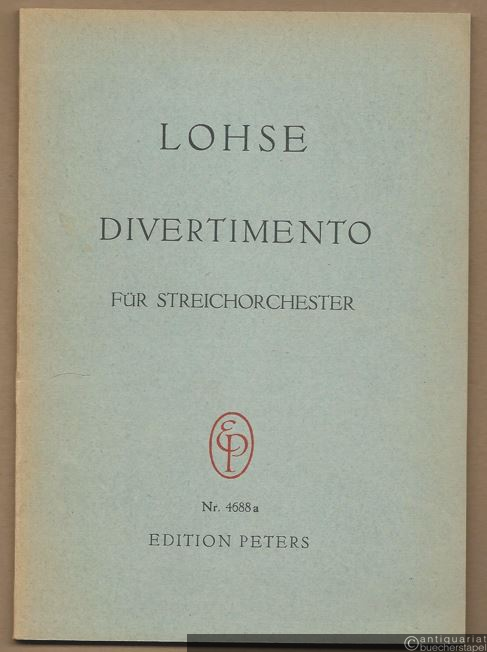 LOHSE
DIVERTIMENTO
FÜR STREICHORCHESTER
EP
Nr. 4688a
EDITION PETERS
©antiquariat
buecherstapel